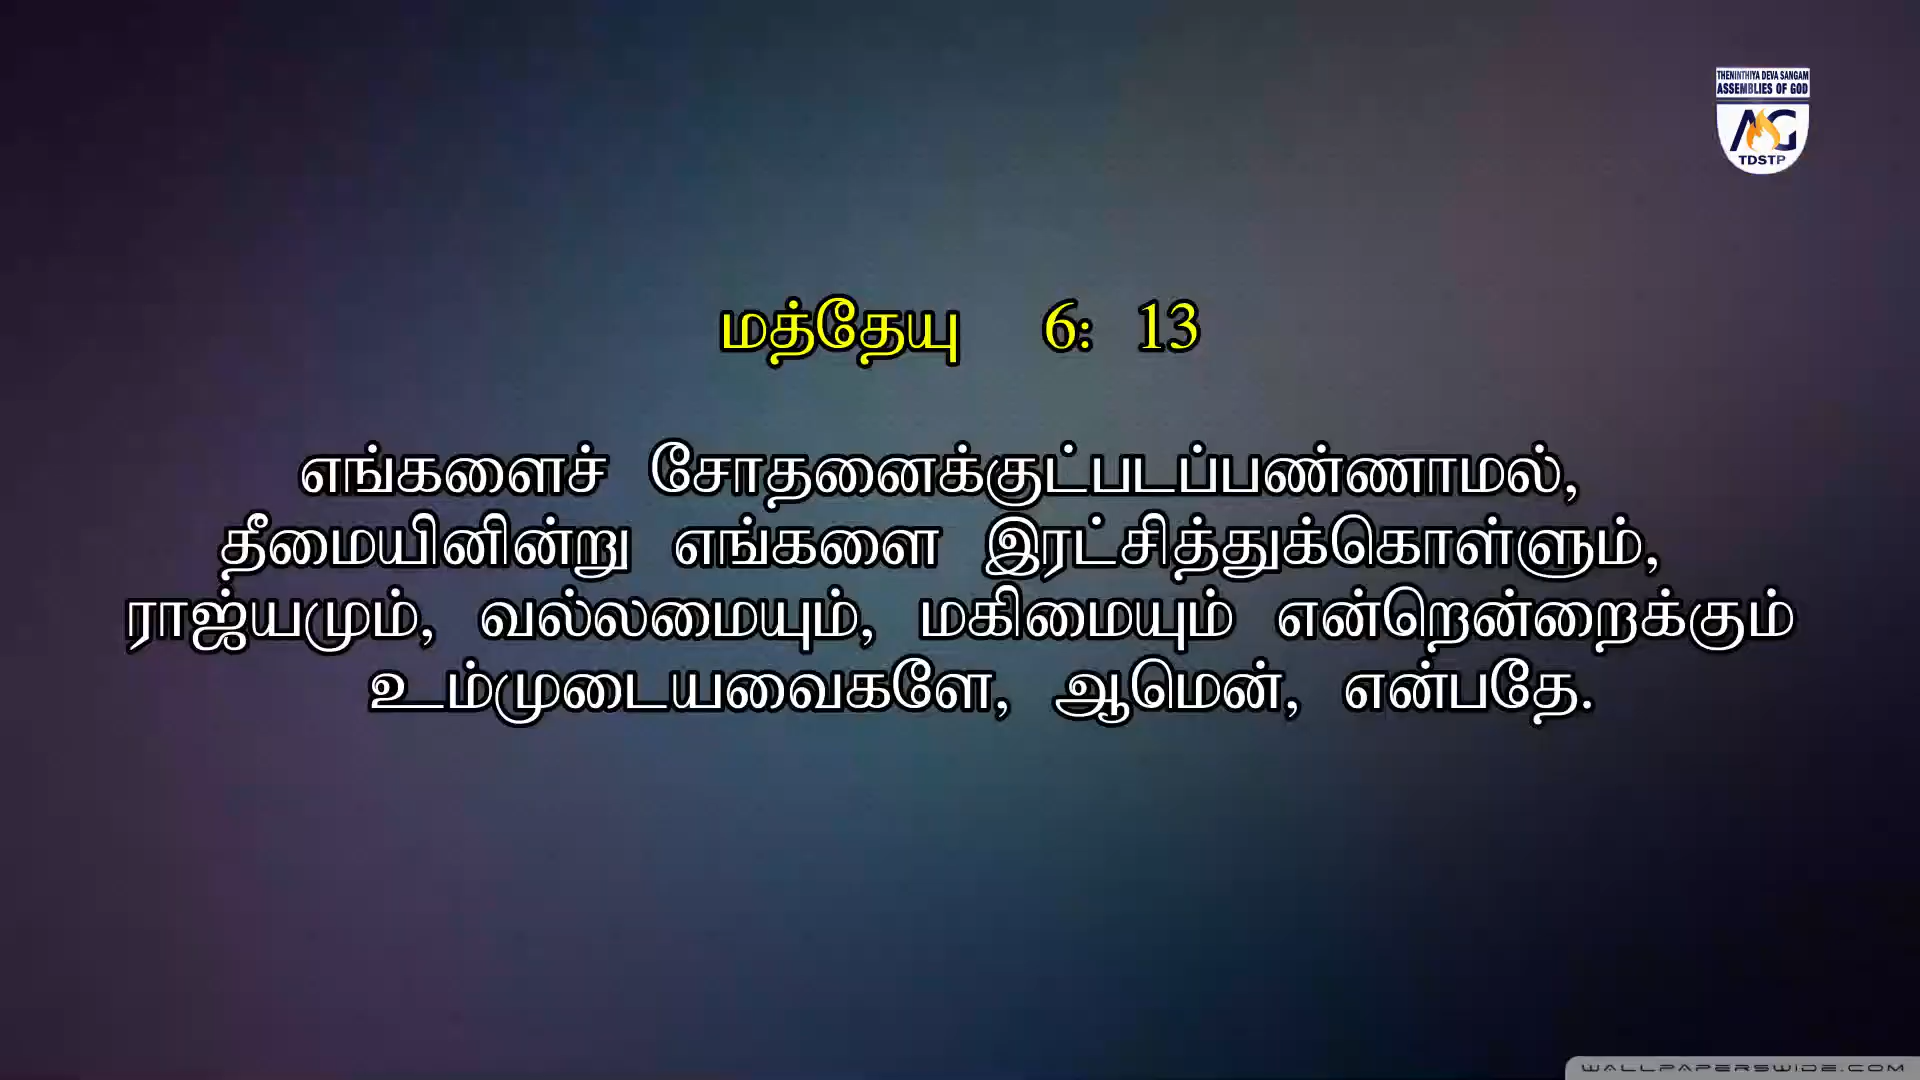 THENINTHIYA DEVA SANGAM
ASSEMBLIES OF GOD
AG
TDSTP
மத்தேயு 6: 13
எங்களைச் சோதனைக்குட்படப்பண்ணாமல்,
தீமையினின்று எங்களை இரட்சித்துக்கொள்ளும்,
ராஜ்யமும், வல்லமையும், மகிமையும் என்றென்றைக்கும்
உம்முடையவைகளே, ஆமென், என்பதே.
WALLPAPERSWIDE.COM